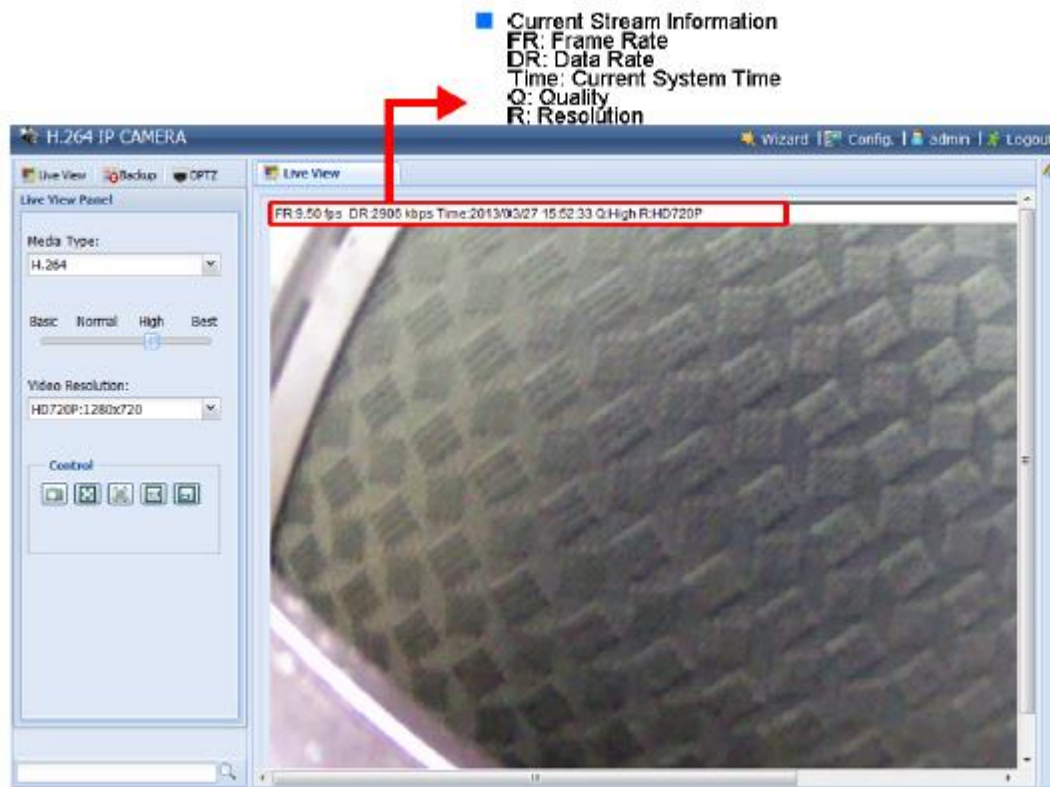 Current Stream Information
FR: Frame Rate
DR: Data Rate
Time: Current System Time
Q: Quality
R: Resolution
H.264 IP CAMERA
Wizard | Config. | admin | Logout
Live View Backup DPTZ
Live View
Live View Panel
FR:9.50 fps DR:2906 kbps Time:2013/03/27 15:52:33 Q:High R:HD720P
Media Type:
H.264
Basic Normal High Best
Video Resolution:
HD720P:1280x720
Control